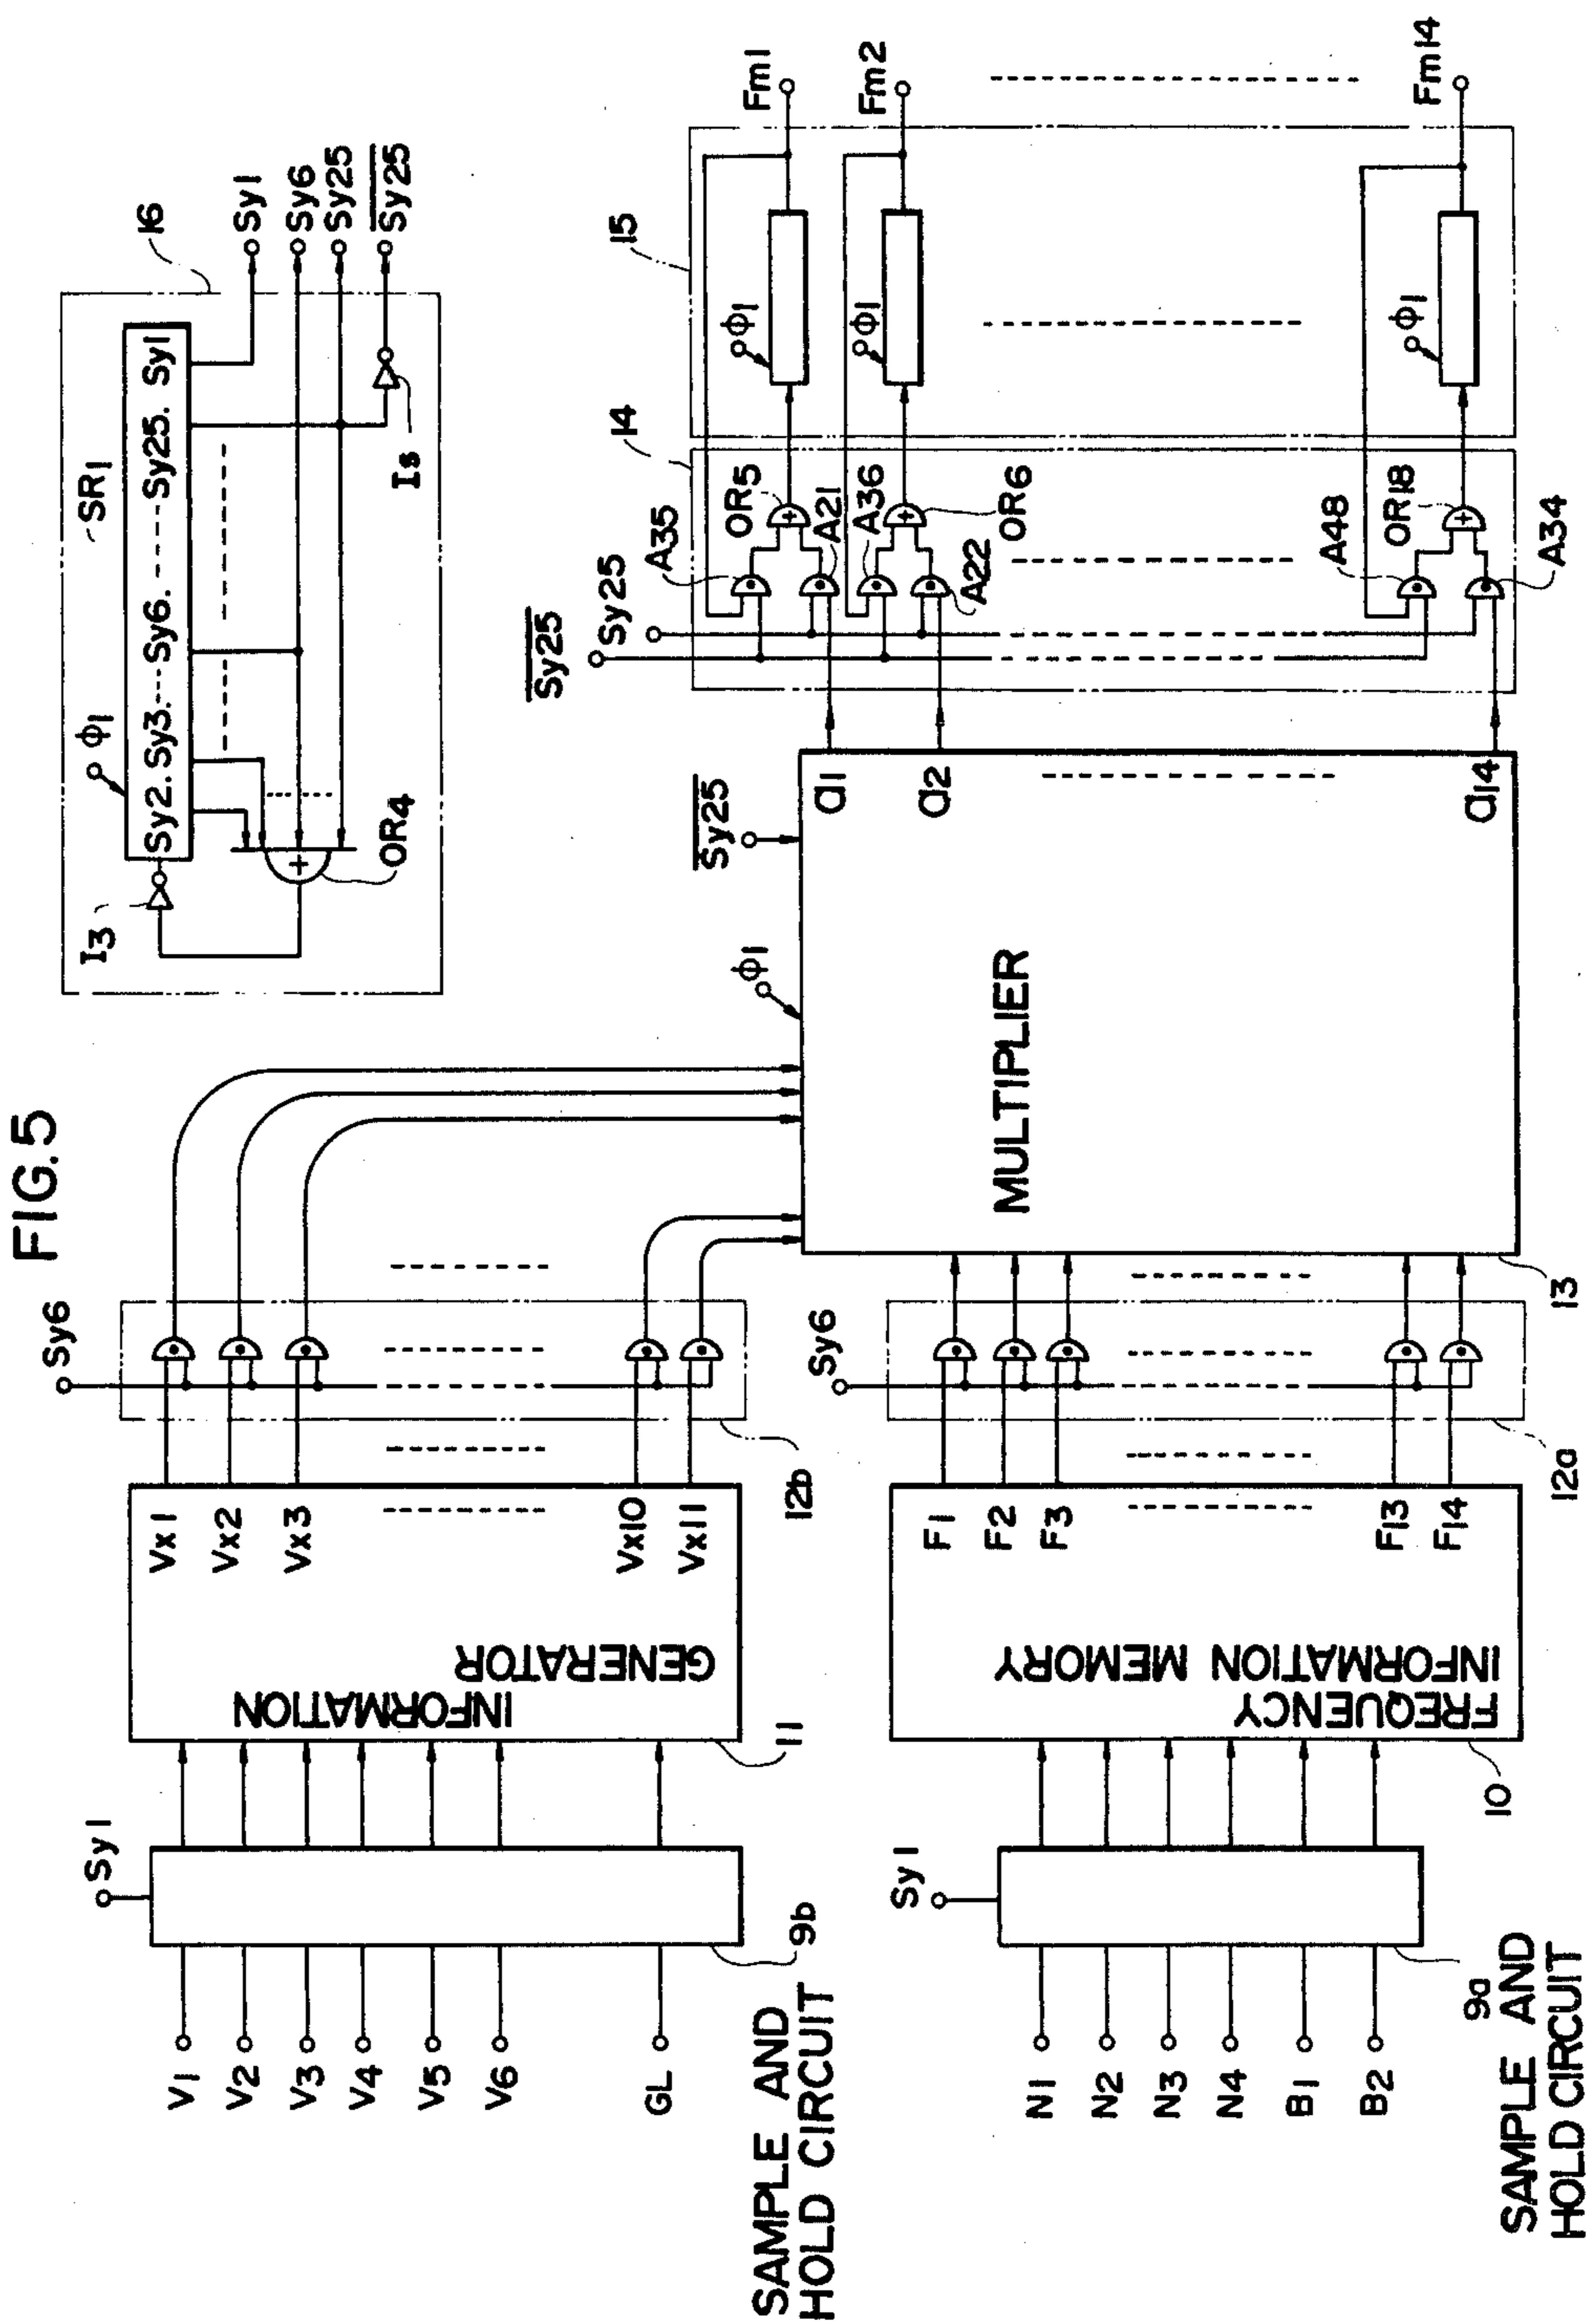 FIG.5
V1
V2
V3
V4
V5
V6
GL
Sy1
9b
SAMPLE AND
HOLD CIRCUIT
INFORMATION
GENERATOR
11
Vx1
Vx2
Vx3
Vx10
Vx11
Sy6
12b
N1
N2
N3
N4
B1
B2
Sy1
9a
SAMPLE AND
HOLD CIRCUIT
FREQUENCY
INFORMATION MEMORY
10
F1
F2
F3
F13
F14
Sy6
12a
MULTIPLIER
13
φ1
Sy25
a1
a2
a14
Sy25
Sy25
14
A35
OR5
A21
A36
OR6
A22
A48
OR18
A34
15
φ1
φ1
φ1
Fm1
Fm2
Fm14
16
SR1
φ1
Sy2. Sy3.---Sy6. ----Sy25. Sy1
I3
OR4
Is
Sy1
Sy6
Sy25
Sy25